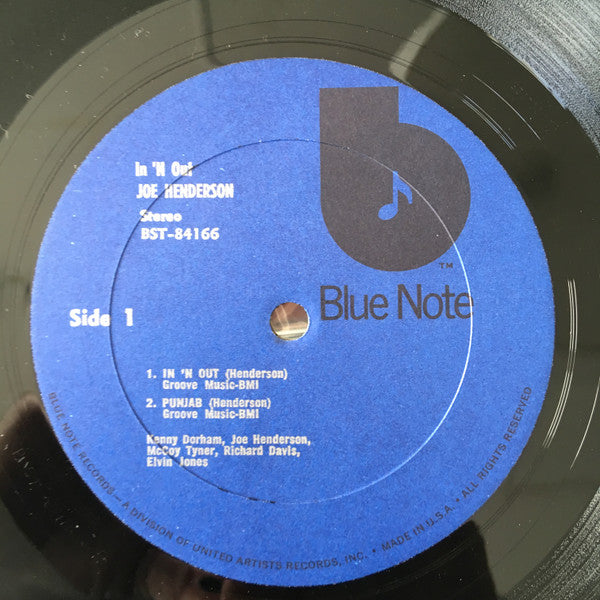 In 'N Out
JOE HENDERSON
Stereo
BST-84166
TM
Blue Note
Side 1
1. IN 'N OUT (Henderson)
Groove Music-BMI
2. PUNJAB (Henderson)
Groove Music-BMI
Kenny Dorham, Joe Henderson,
McCoy Tyner, Richard Davis,
Elvin Jones
BLUE NOTE RECORDS—A DIVISION OF UNITED ARTISTS RECORDS, INC. • MADE IN U.S.A. • ALL RIGHTS RESERVED